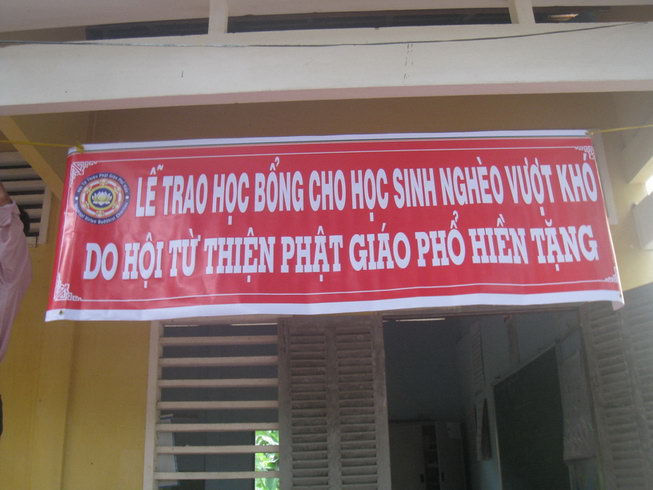 LỄ TRAO HỌC BỔNG CHO HỌC SINH NGHÈO VƯỢT KHÓ
DO HỘI TỪ THIỆN PHẬT GIÁO PHỔ HIỀN TẶNG